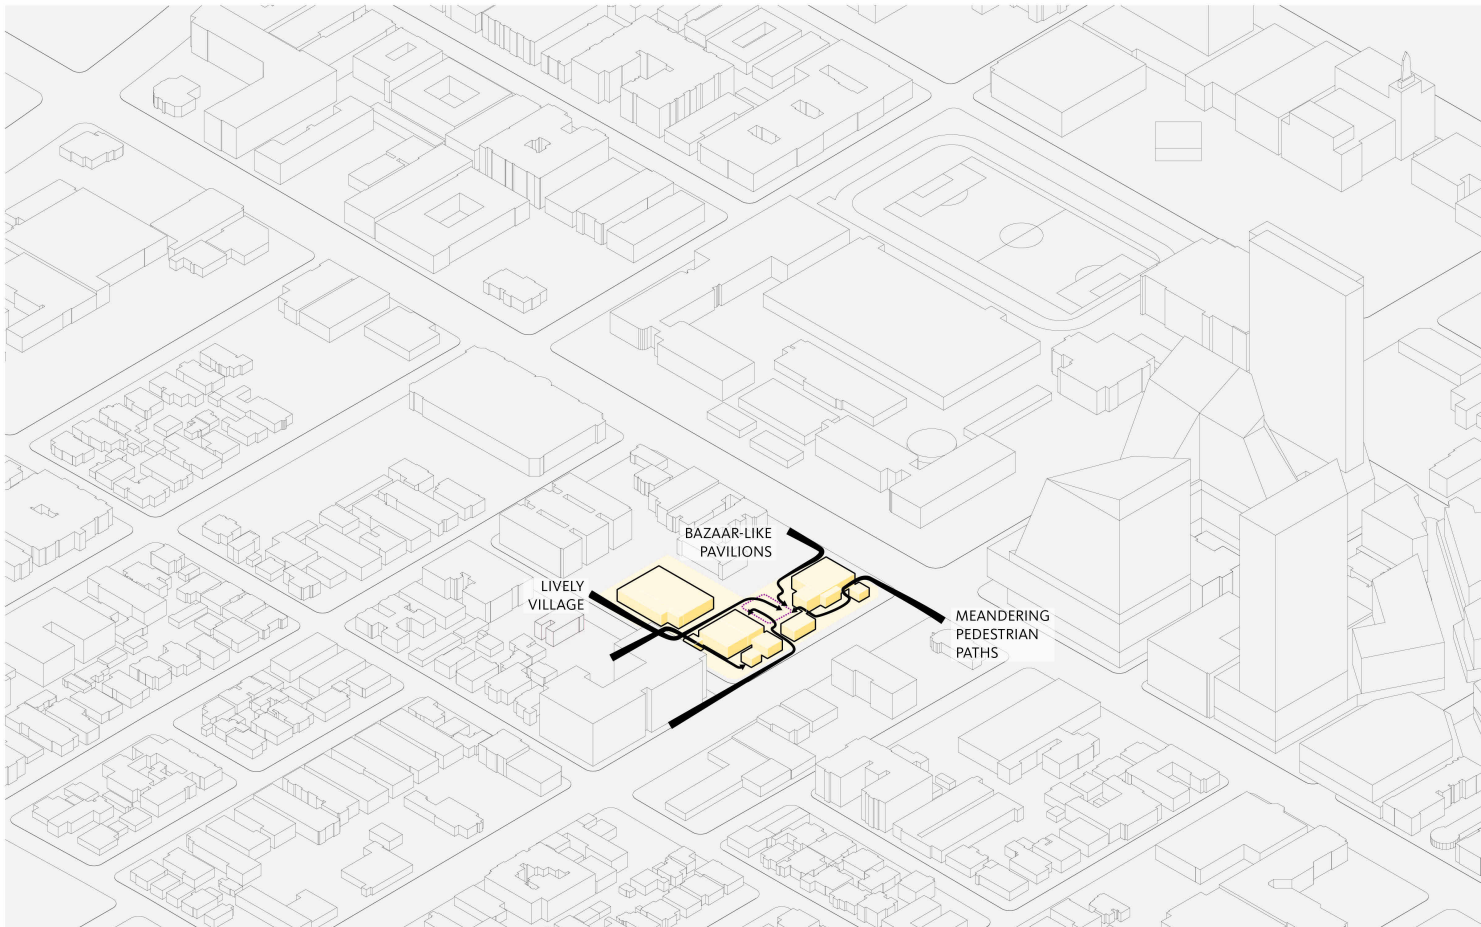 BAZAAR-LIKE
PAVILIONS
LIVELY
VILLAGE
MEANDERING
PEDESTRIAN
PATHS